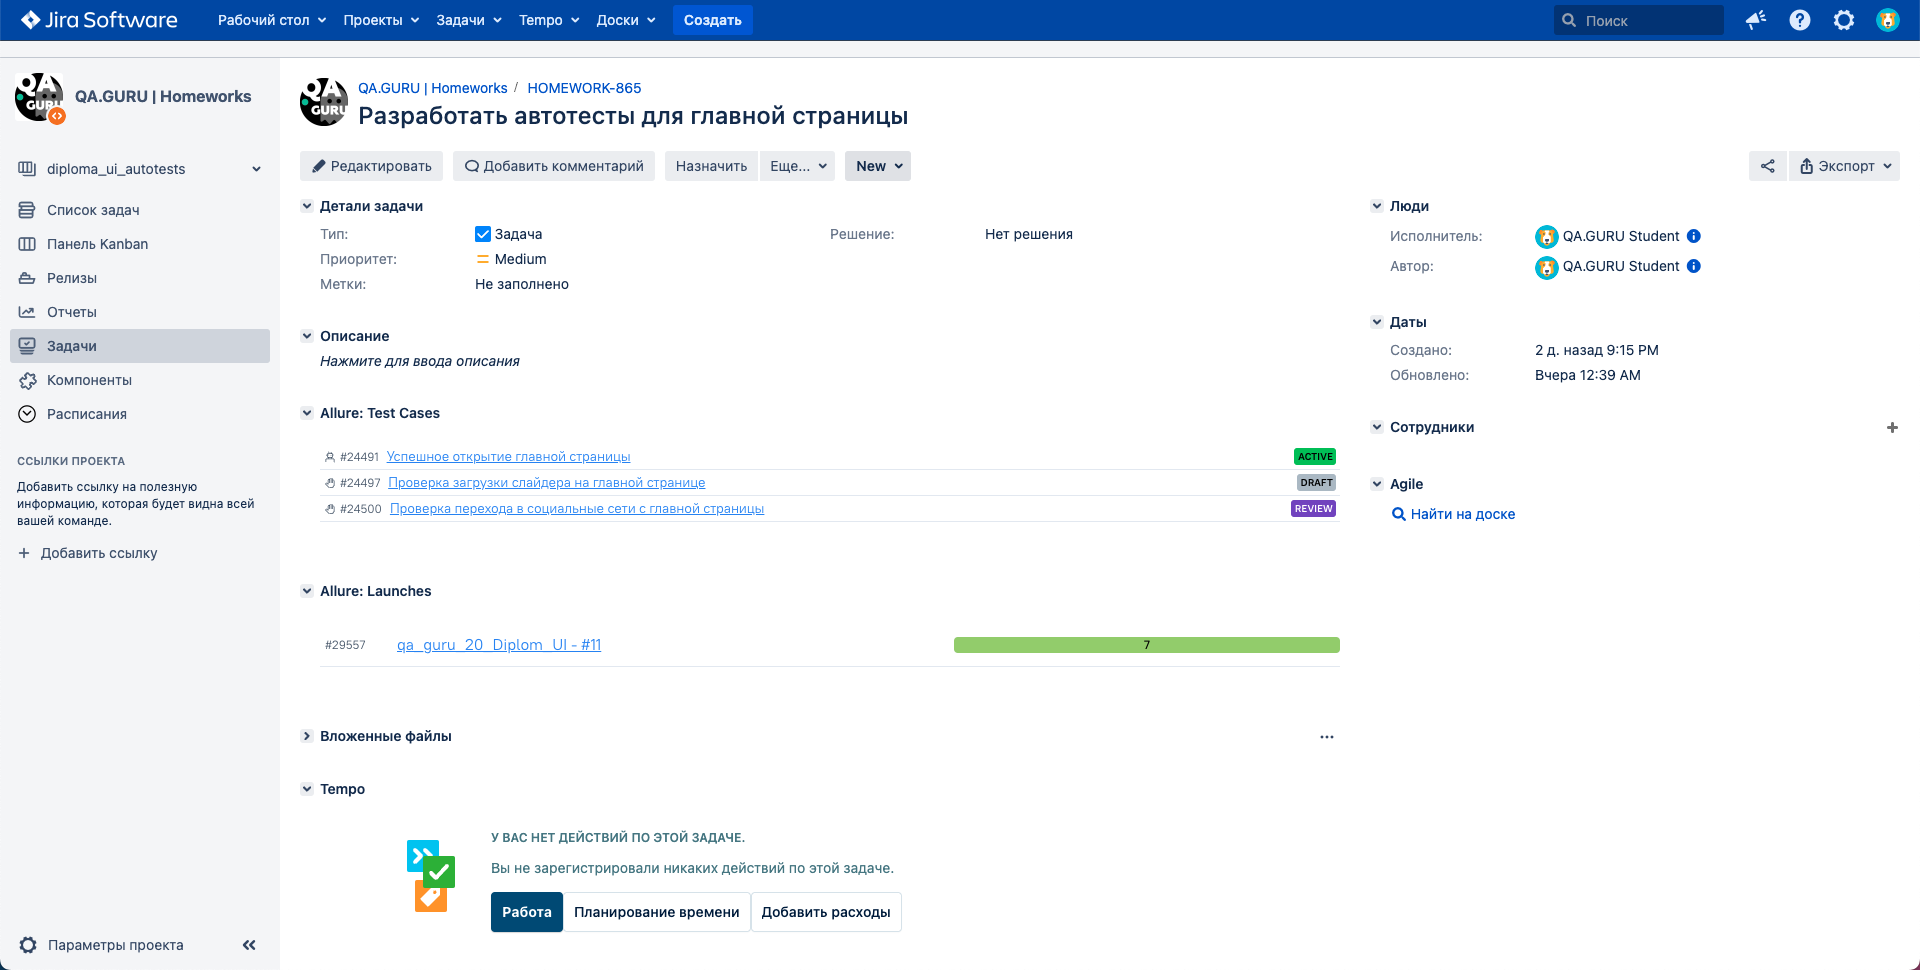 Jira Software
Рабочий стол
Проекты
Задачи
Tempo
Доски
Создать
Поиск
QA GURU
QA.GURU | Homeworks
diploma_ui_autotests
Список задач
Панель Kanban
Релизы
Отчеты
Задачи
Компоненты
Расписания
ССЫЛКИ ПРОЕКТА
Добавить ссылку на полезную
информацию, которая будет видна всей
вашей команде.
+ Добавить ссылку
Параметры проекта
QA GURU
QA.GURU | Homeworks / HOMEWORK-865
Разработать автотесты для главной страницы
Редактировать
Добавить комментарий
Назначить
Еще...
New
Экспорт
Детали задачи
Тип: Задача
Решение: Нет решения
Приоритет: Medium
Метки: Не заполнено
Описание
Нажмите для ввода описания
Allure: Test Cases
#24491 Успешное открытие главной страницы ACTIVE
#24497 Проверка загрузки слайдера на главной странице DRAFT
#24500 Проверка перехода в социальные сети с главной страницы REVIEW
Allure: Launches
#29557 qa_guru_20_Diplom_UI - #11 7
Вложенные файлы
Tempo
У ВАС НЕТ ДЕЙСТВИЙ ПО ЭТОЙ ЗАДАЧЕ.
Вы не зарегистрировали никаких действий по этой задаче.
Работа
Планирование времени
Добавить расходы
Люди
Исполнитель: QA.GURU Student
Автор: QA.GURU Student
Даты
Создано: 2 д. назад 9:15 PM
Обновлено: Вчера 12:39 AM
Сотрудники
Agile
Найти на доске